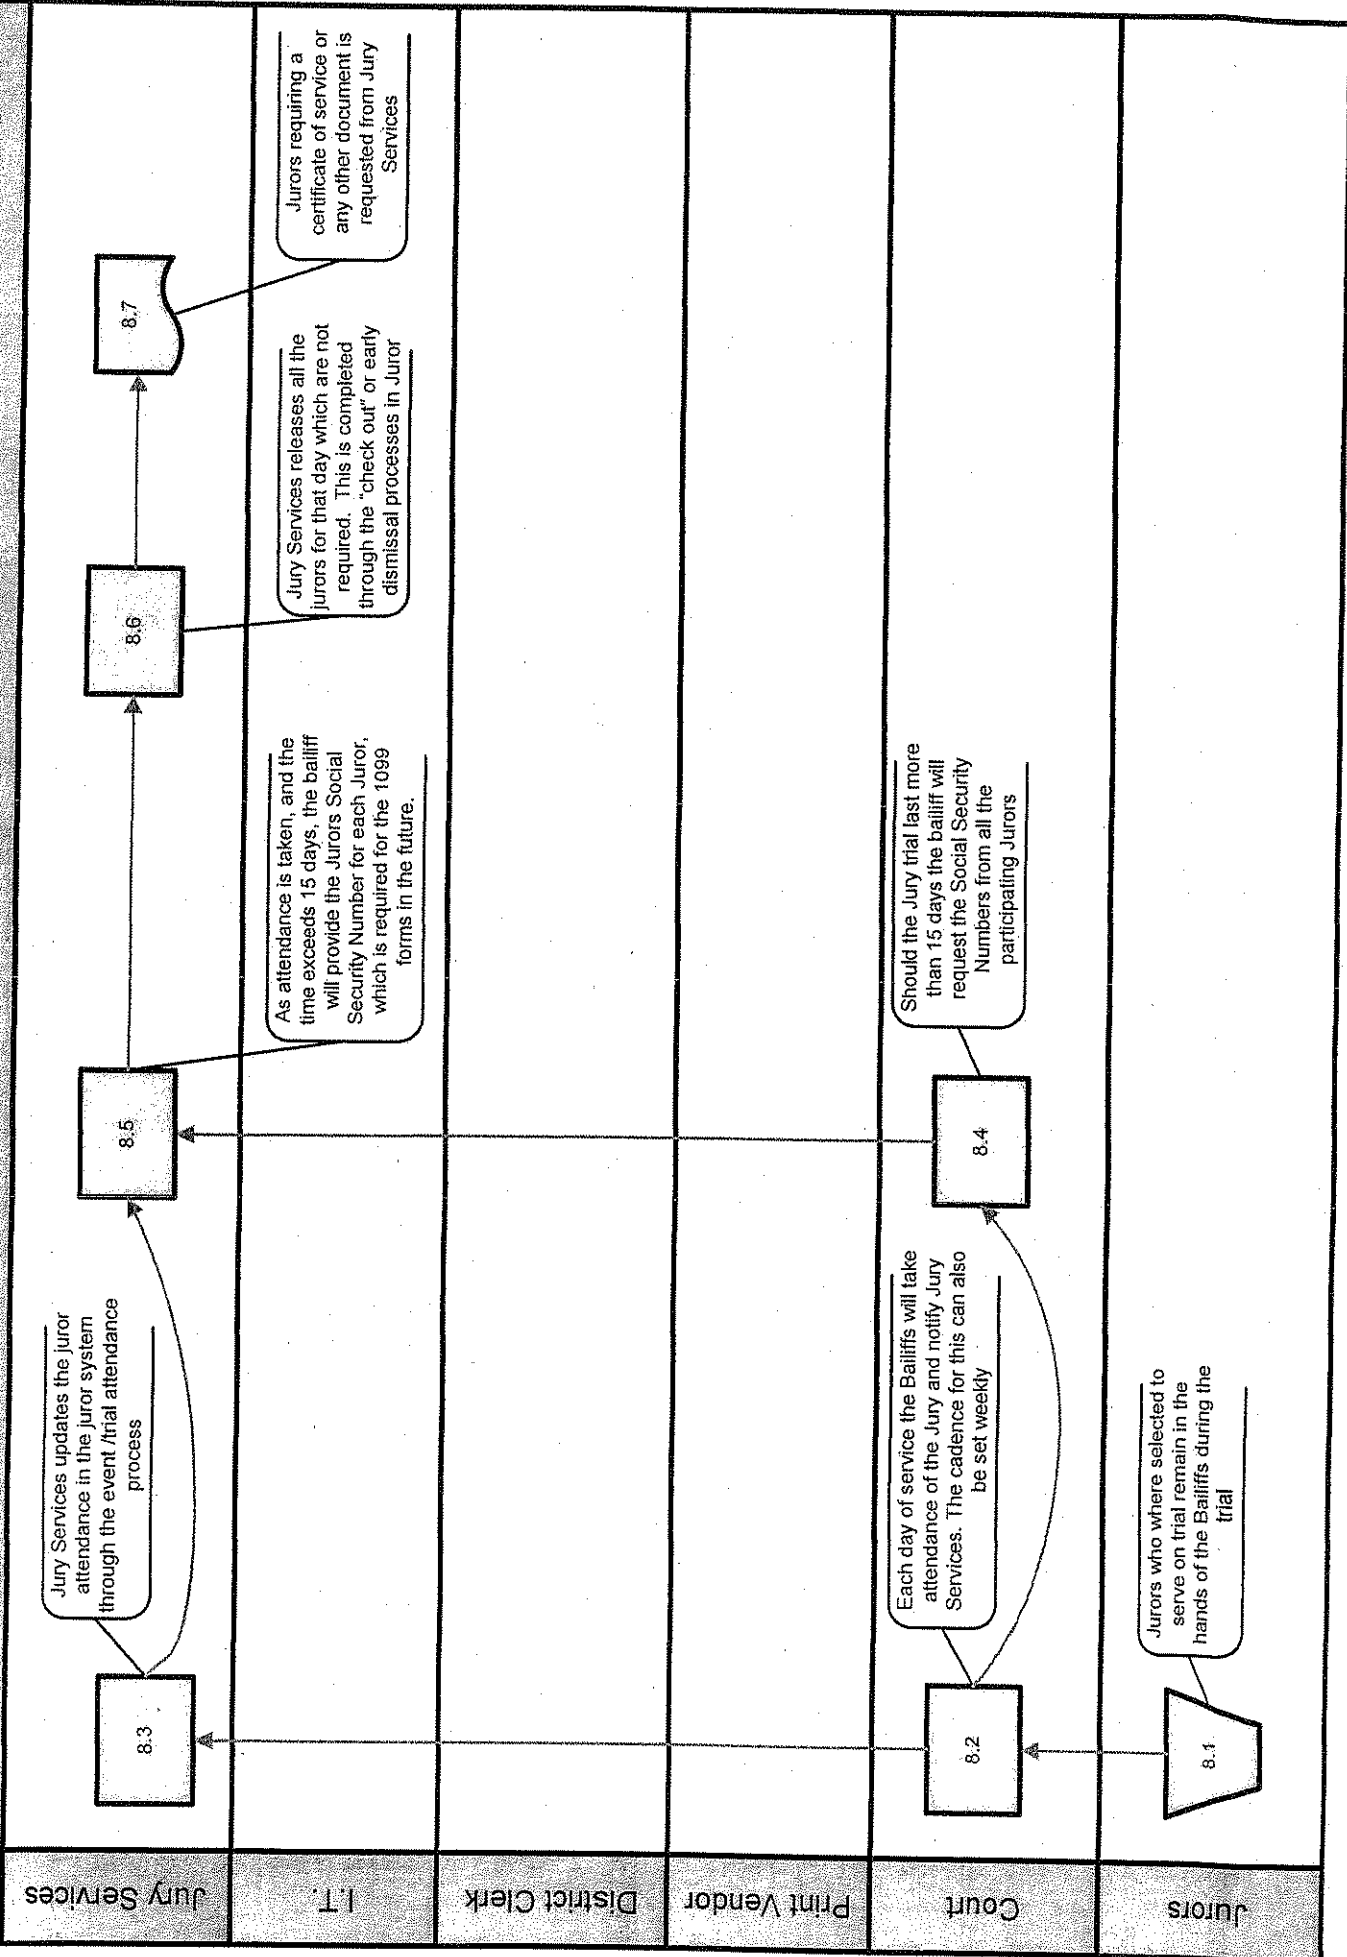 Jury Services
8.3
Jury Services updates the juror
attendance in the juror system
through the event /trial attendance
process
8.5
8.6
8.7
I.T.
As attendance is taken, and the
time exceeds 15 days, the bailiff
will provide the Jurors Social
Security Number for each Juror,
which is required for the 1099
forms in the future.
Jury Services releases all the
jurors for that day which are not
required. This is completed
through the "check out" or early
dismissal processes in Juror
Jurors requiring a
certificate of service or
any other document is
requested from Jury
Services
District Clerk
Print Vendor
Court
8.2
Each day of service the Bailiffs will take
attendance of the Jury and notify Jury
Services. The cadence for this can also
be set weekly
8.4
Should the Jury trial last more
than 15 days the bailiff will
request the Social Security
Numbers from all the
participating Jurors
Jurors
8.1
Jurors who where selected to
serve on trial remain in the
hands of the Bailiffs during the
trial